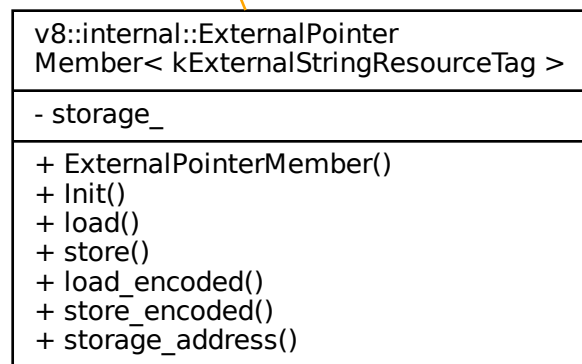 v8::internal::ExternalPointer
Member< kExternalStringResourceTag >
- storage_
+ ExternalPointerMember()
+ Init()
+ load()
+ store()
+ load_encoded()
+ store_encoded()
+ storage_address()